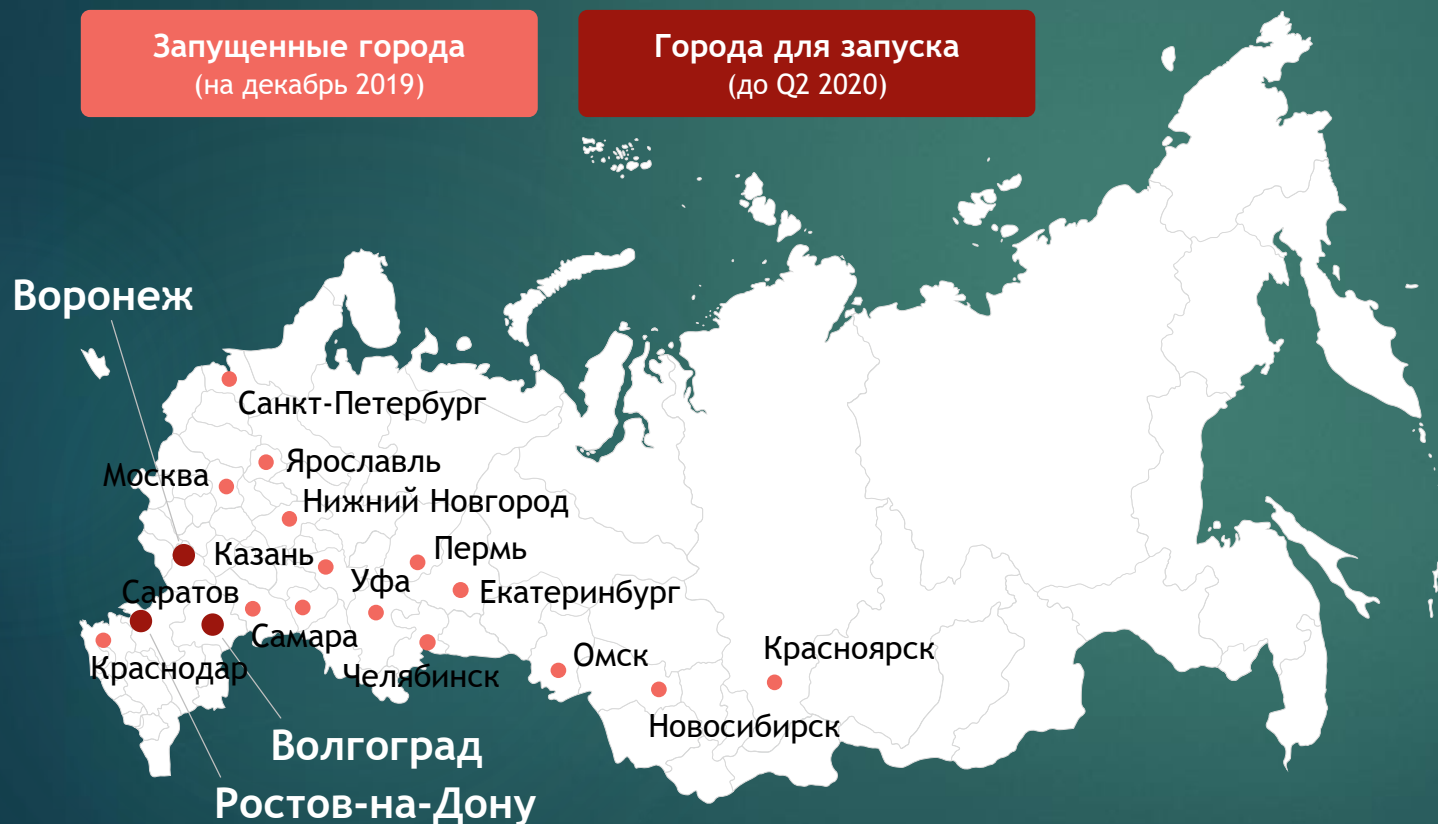 Запущенные города
(на декабрь 2019)
Города для запуска
(до Q2 2020)
Воронеж
Санкт-Петербург
Ярославль
Москва
Нижний Новгород
Пермь
Казань
Уфа
Саратов
Екатеринбург
Самара
Омск
Красноярск
Краснодар
Челябинск
Новосибирск
Волгоград
Ростов-на-Дону